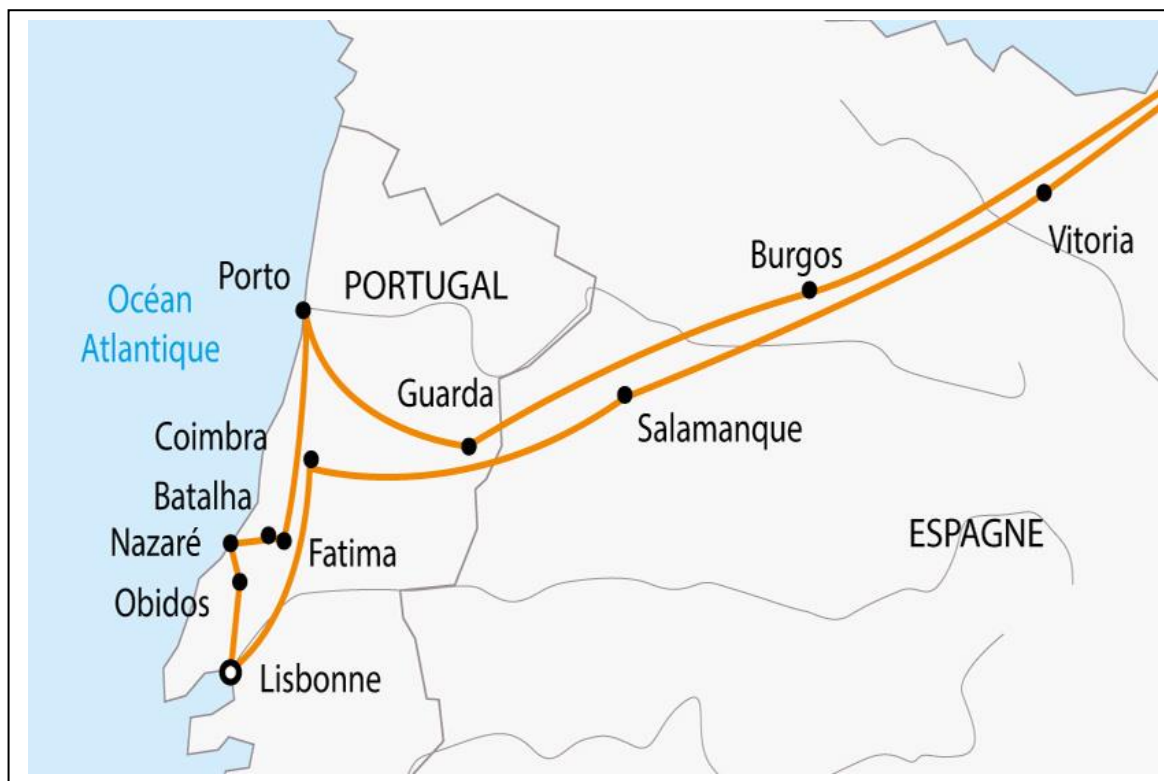 Vitoria
Burgos
Porto
PORTUGAL
Océan
Atlantique
Guarda
Salamanque
Coimbra
Batalha
Nazaré
Fatima
ESPAGNE
Obidos
Lisbonne